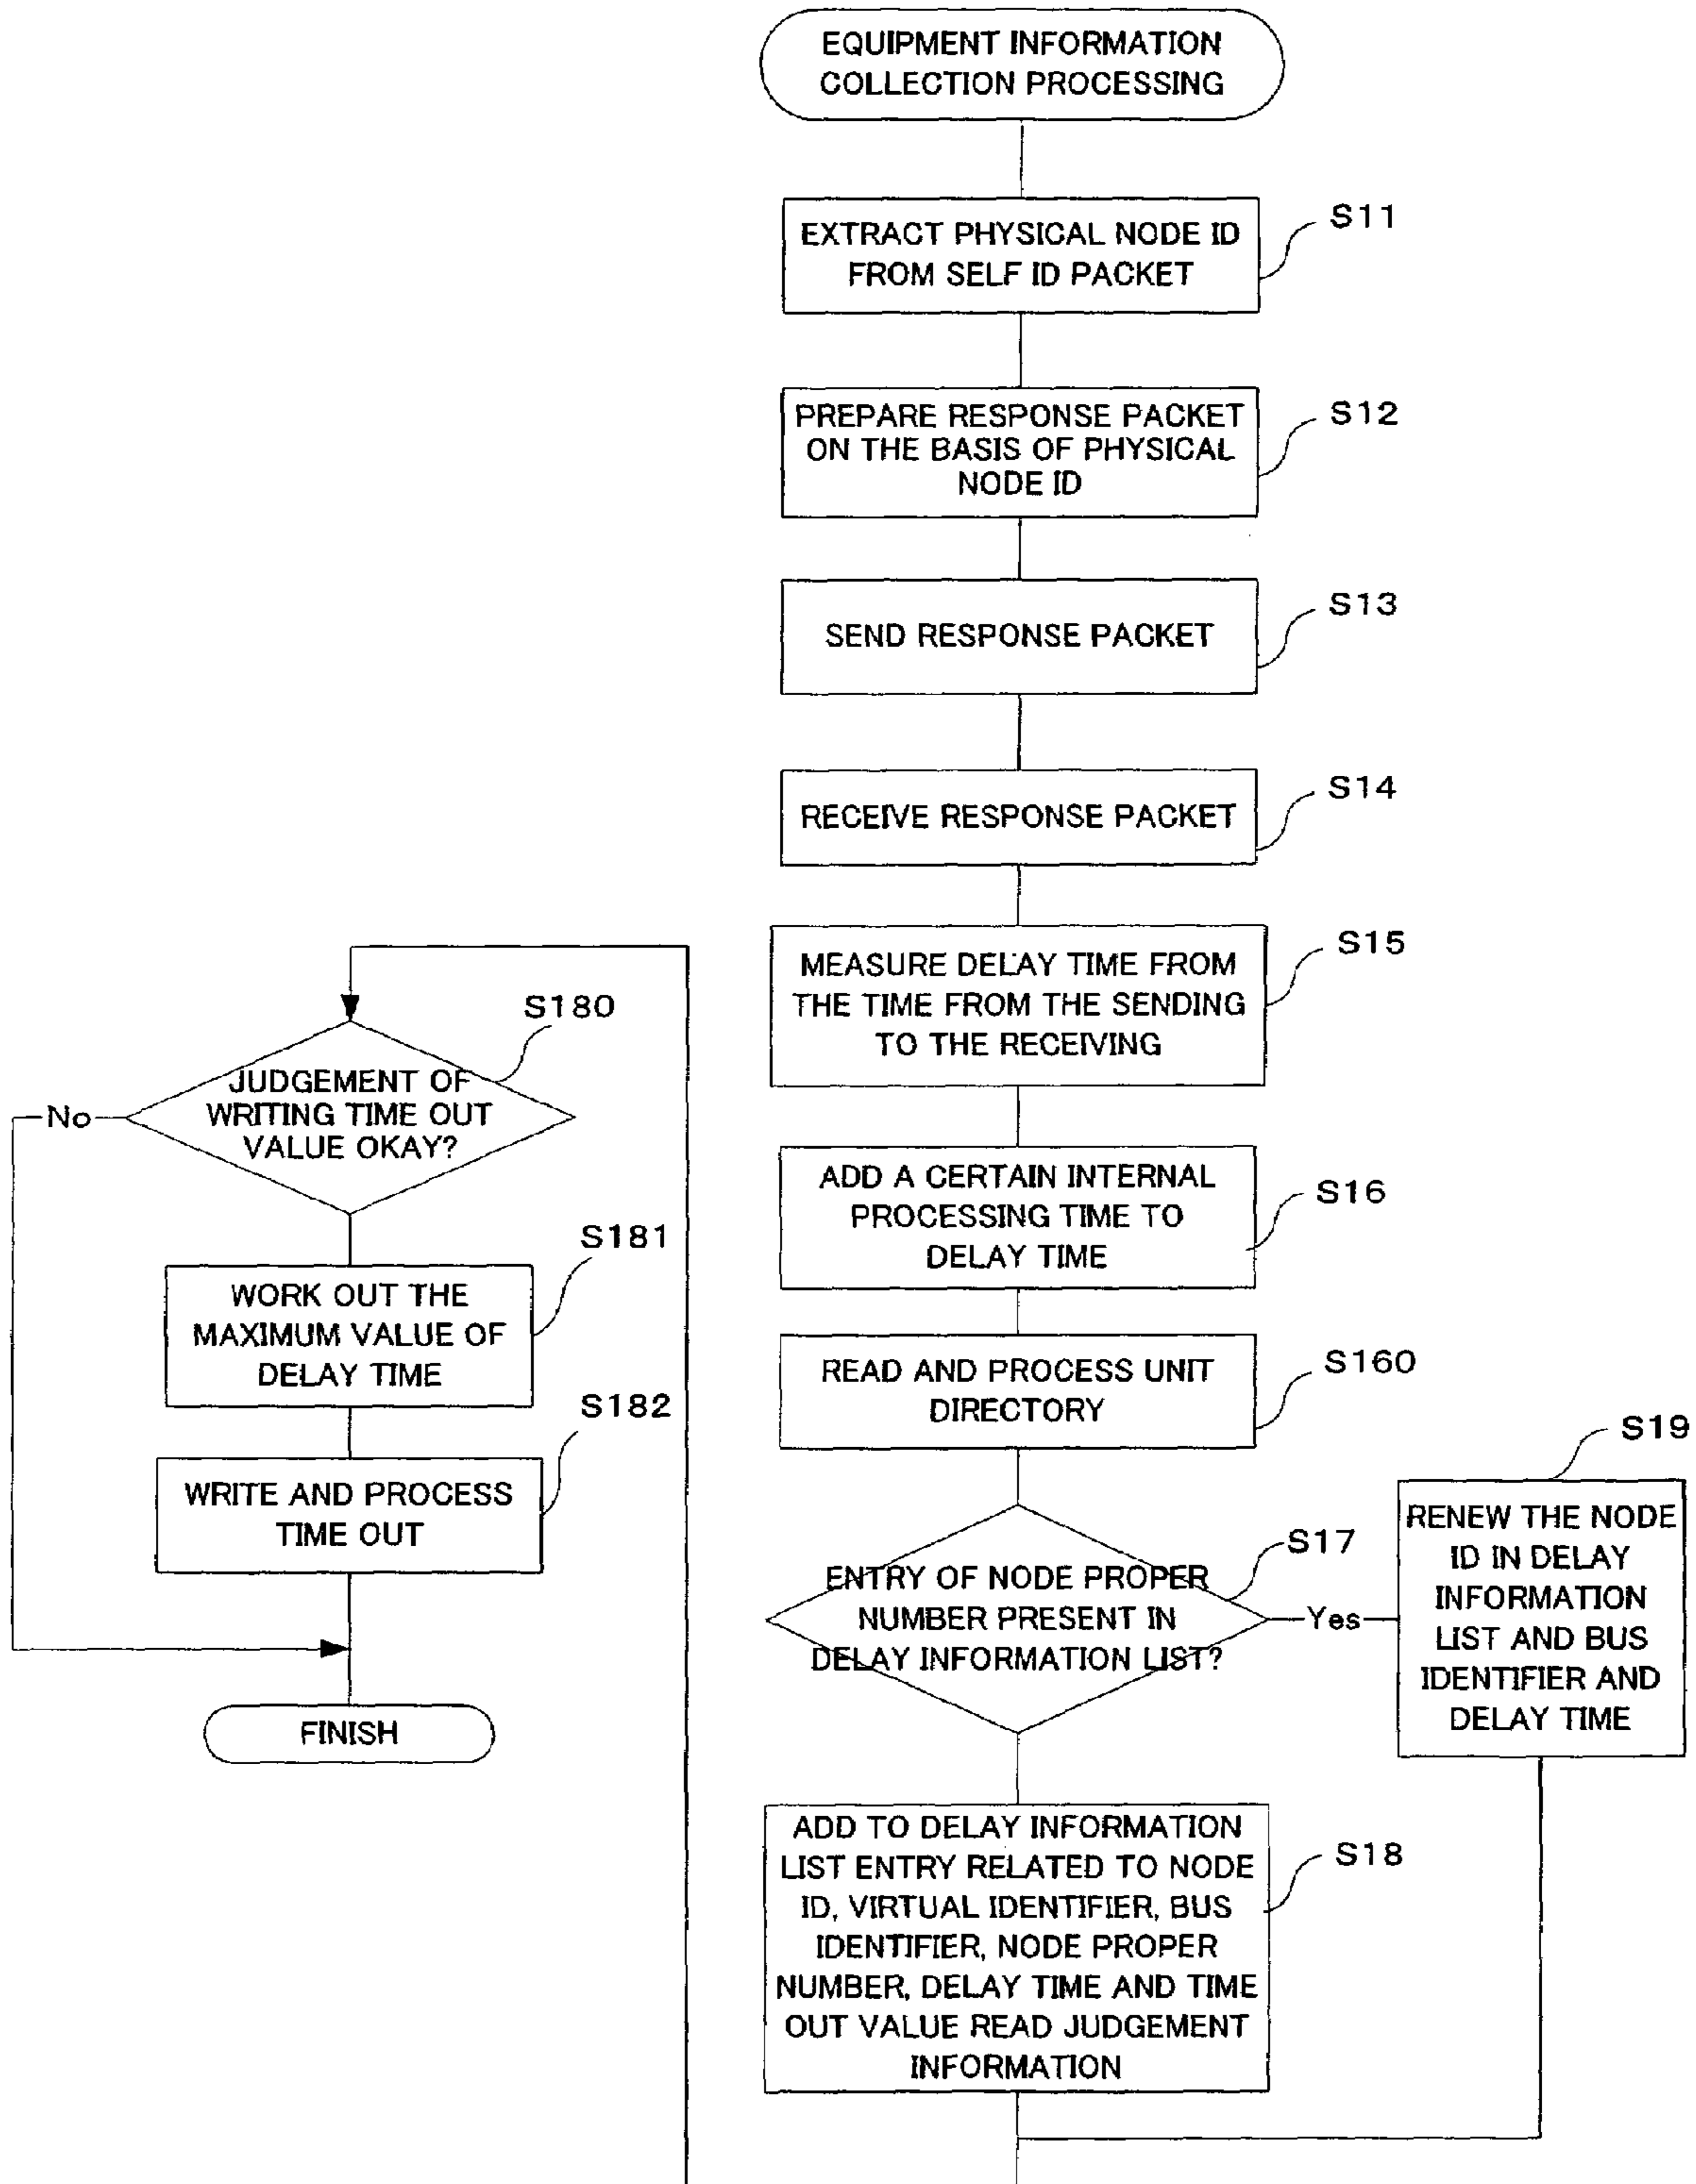 EQUIPMENT INFORMATION
COLLECTION PROCESSING
EXTRACT PHYSICAL NODE ID
FROM SELF ID PACKET
S11
PREPARE RESPONSE PACKET
ON THE BASIS OF PHYSICAL
NODE ID
S12
SEND RESPONSE PACKET
S13
RECEIVE RESPONSE PACKET
S14
MEASURE DELAY TIME FROM
THE TIME FROM THE SENDING
TO THE RECEIVING
S15
ADD A CERTAIN INTERNAL
PROCESSING TIME TO
DELAY TIME
S16
READ AND PROCESS UNIT
DIRECTORY
S160
ENTRY OF NODE PROPER
NUMBER PRESENT IN
DELAY INFORMATION LIST?
S17
Yes
RENEW THE NODE
ID IN DELAY
INFORMATION
LIST AND BUS
IDENTIFIER AND
DELAY TIME
S19
ADD TO DELAY INFORMATION
LIST ENTRY RELATED TO NODE
ID, VIRTUAL IDENTIFIER, BUS
IDENTIFIER, NODE PROPER
NUMBER, DELAY TIME AND TIME
OUT VALUE READ JUDGEMENT
INFORMATION
S18
JUDGEMENT OF
WRITING TIME OUT
VALUE OKAY?
S180
No
WORK OUT THE
MAXIMUM VALUE OF
DELAY TIME
S181
WRITE AND PROCESS
TIME OUT
S182
FINISH